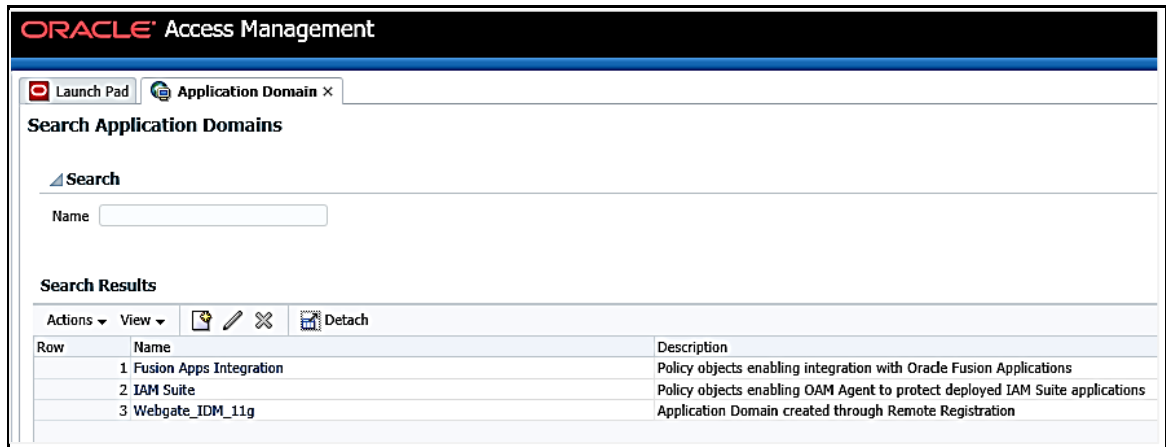 ORACLE Access Management
Launch Pad Application Domain ×
Search Application Domains
Search
Name
Search Results
Actions View Detach
Row Name Description
1 Fusion Apps Integration Policy objects enabling integration with Oracle Fusion Applications
2 IAM Suite Policy objects enabling OAM Agent to protect deployed IAM Suite applications
3 Webgate_IDM_11g Application Domain created through Remote Registration